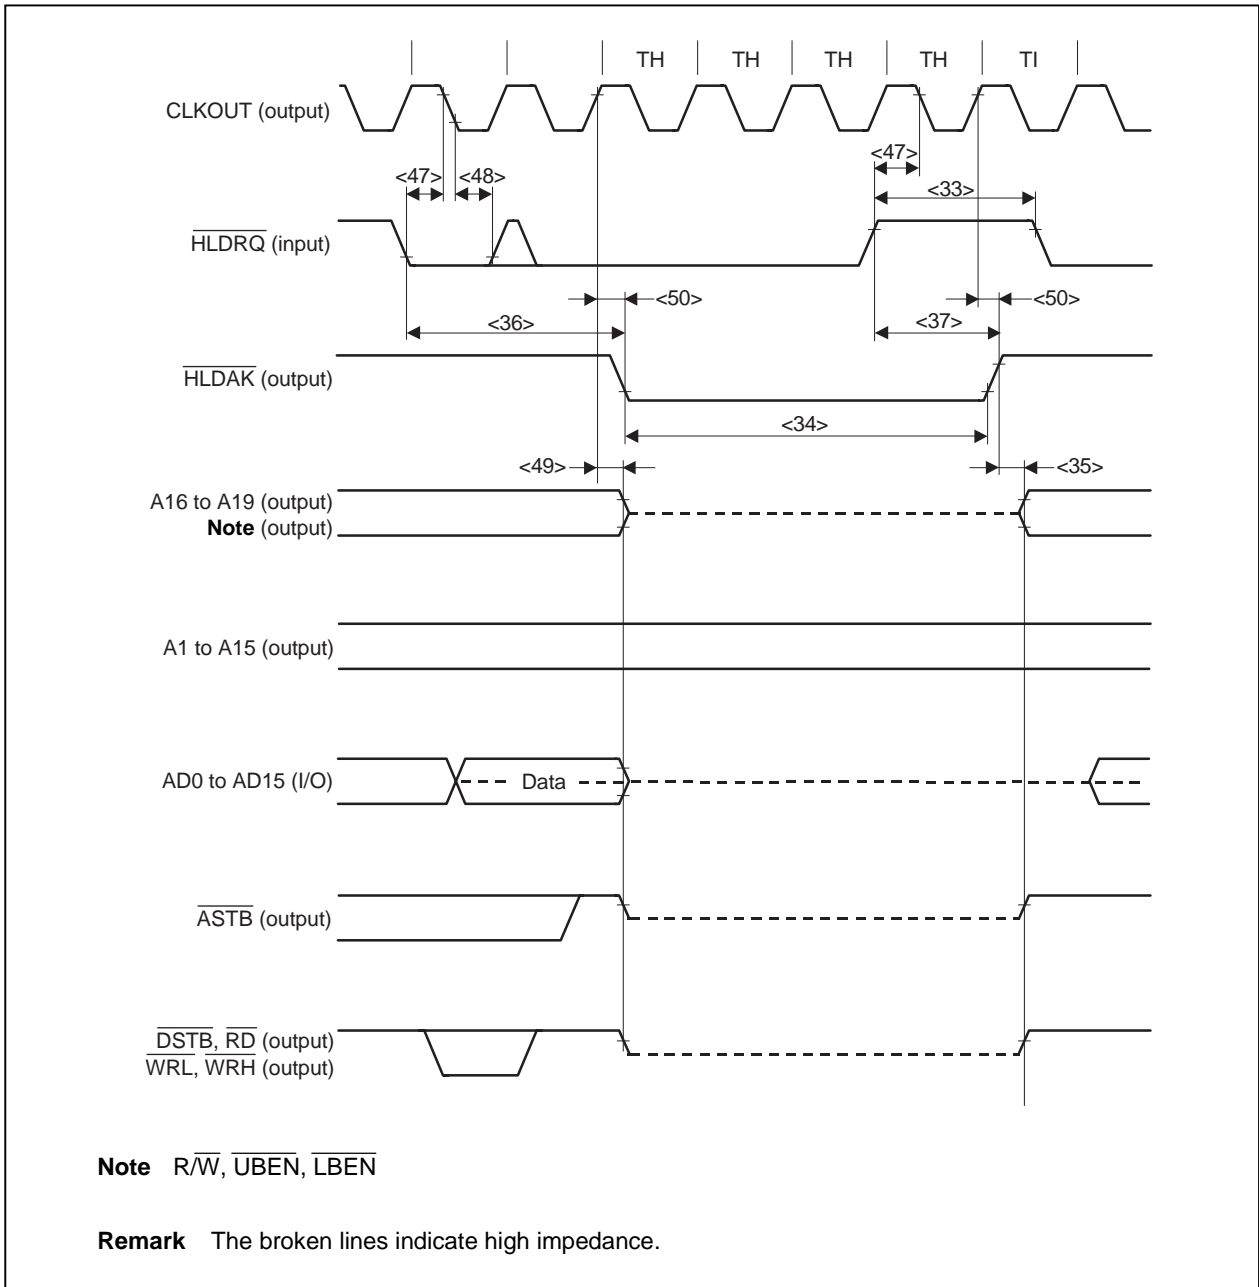 TH TH TH TH TI
CLKOUT (output)
<47>
<47> <48>
<33>
HLDRQ (input)
<50> <50>
<36> <37>
HLDAK (output)
<34>
<49> <35>
A16 to A19 (output)
Note (output)
A1 to A15 (output)
AD0 to AD15 (I/O) Data
ASTB (output)
DSTB, RD (output)
WRL, WRH (output)
Note R/W, UBEN, LBEN
Remark The broken lines indicate high impedance.